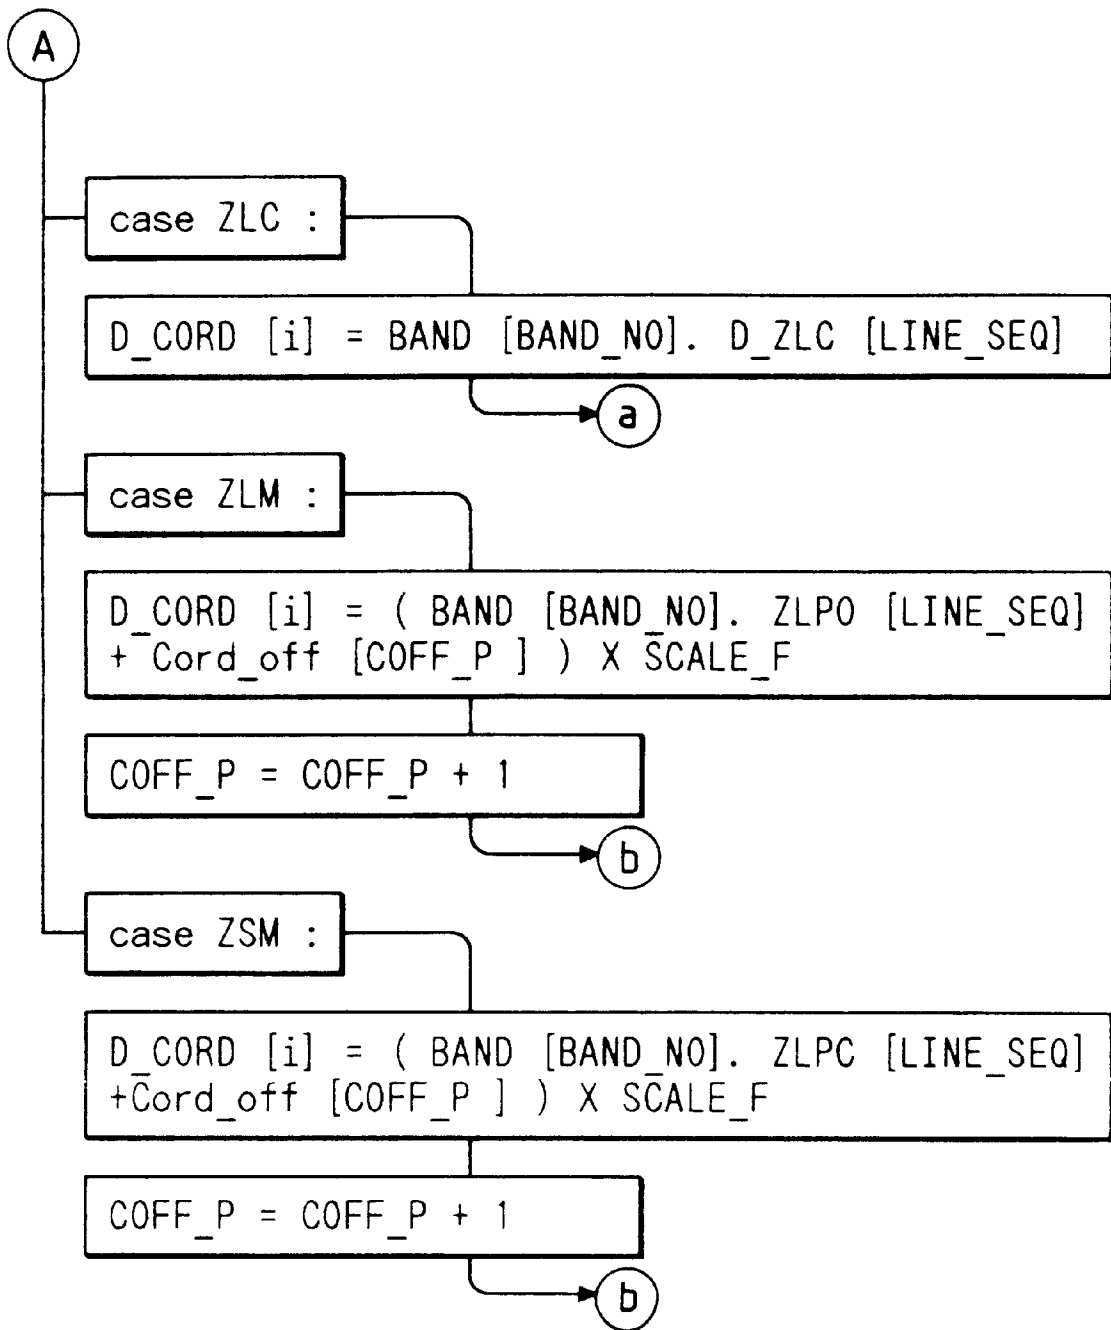 A
case ZLC :
D_CORD [i] = BAND [BAND_NO]. D_ZLC [LINE_SEQ]
a
case ZLM :
D_CORD [i] = ( BAND [BAND_NO]. ZLPO [LINE_SEQ]
+ Cord_off [COFF_P ] ) X SCALE_F
COFF_P = COFF_P + 1
b
case ZSM :
D_CORD [i] = ( BAND [BAND_NO]. ZLPC [LINE_SEQ]
+Cord_off [COFF_P ] ) X SCALE_F
COFF_P = COFF_P + 1
b